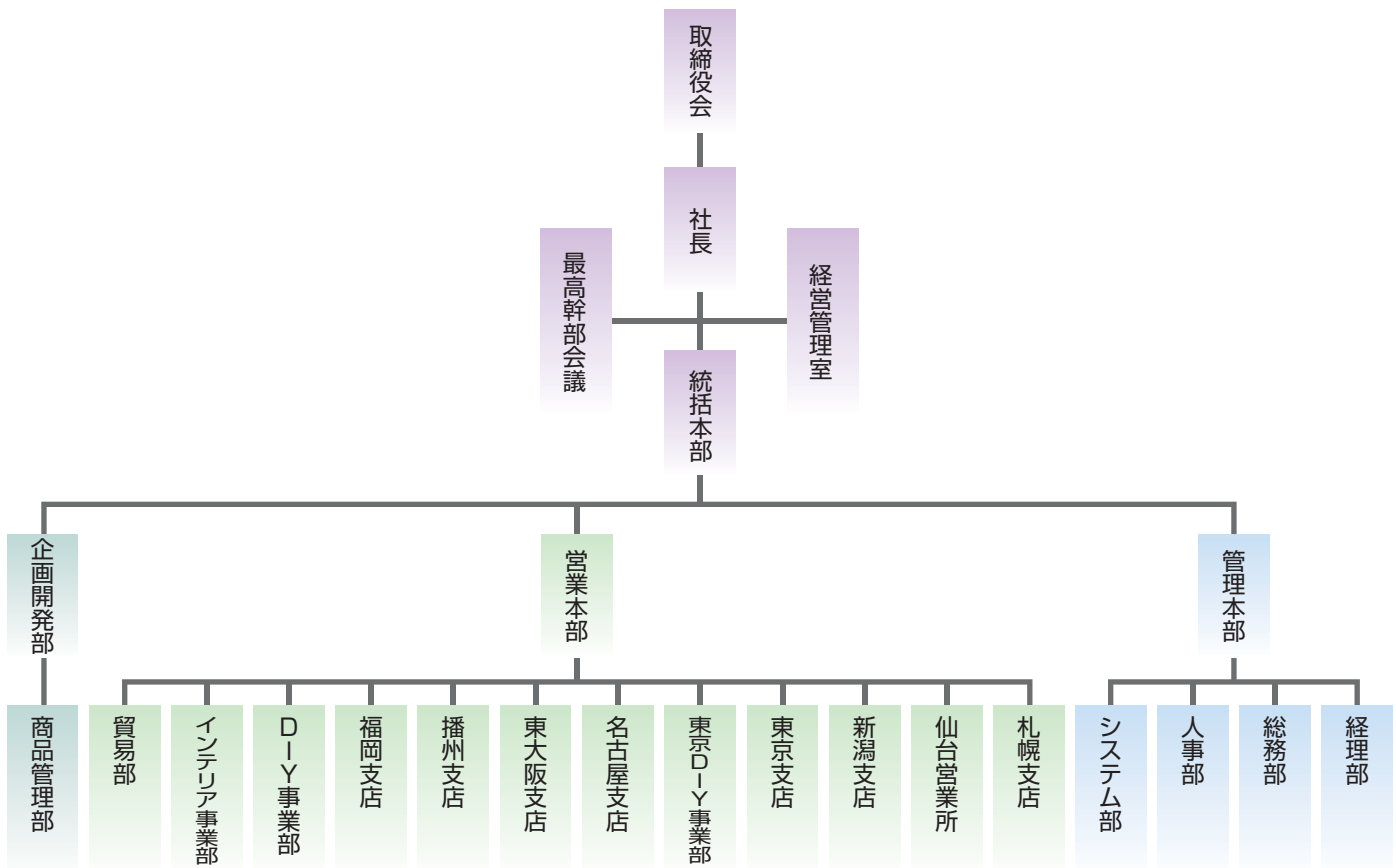 取締役会
社長
最高幹部会議
経営管理室
統括本部
企画開発部
営業本部
管理本部
商品管理部
貿易部
インテリア事業部
DIY事業部
福岡支店
播州支店
東大阪支店
名古屋支店
東京DIY事業部
東京支店
新潟支店
仙台営業所
札幌支店
システム部
人事部
総務部
経理部